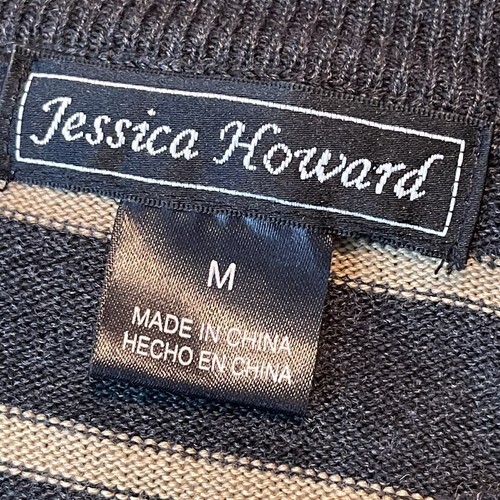 Jessica Howard
M
MADE IN CHINA
HECHO EN CHINA